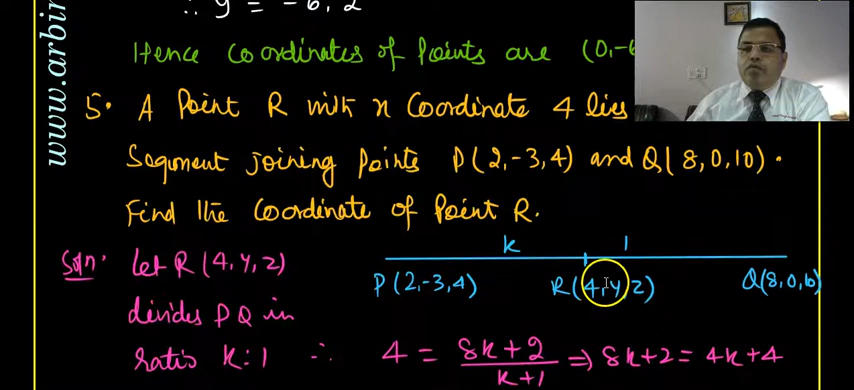 ∴ y = -6, 2
Hence Coordinates of Points are (0,-6
5. A Point R with x Coordinate 4 lies
Segment joining Points P(2,-3,4) and Q(8,0,10).
Find the Coordinate of Point R.
Soln: Let R(4,y,z)
divides PQ in
ratio k:1 ∴ 4 = (8k+2)/(k+1) ⇒ 8k+2 = 4k+4
k 1
P(2,-3,4) R(4,y,z) Q(8,0,10)
www.arbin